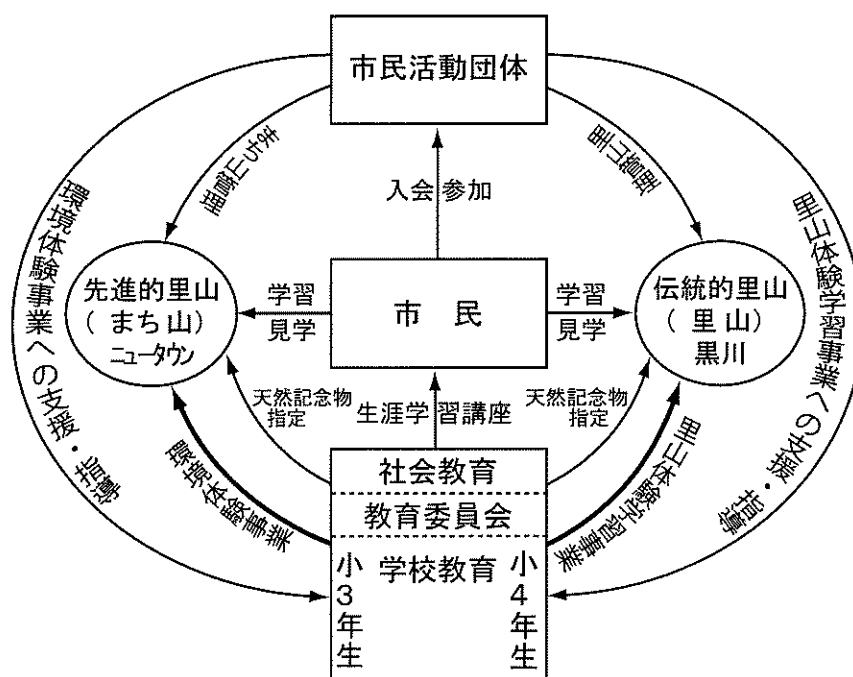 市民活動団体
まち山管理
里山管理
入会 参加
環境体験事業への支援・指導
里山体験学習事業への支援・指導
先進的里山
(まち山)
ニュータウン
学習
見学
市民
学習
見学
伝統的里山
(里山)
黒川
天然記念物
指定
生涯学習講座
天然記念物
指定
環境体験事業
里山体験学習事業
社会教育
教育委員会
学校教育
小3年生
小4年生